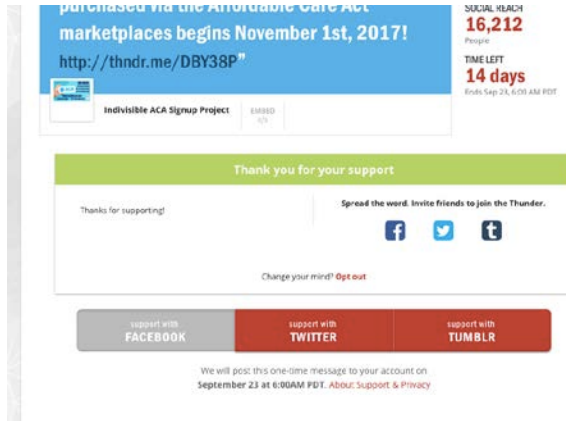 purchased via the Affordable Care Act
marketplaces begins November 1st, 2017!
http://thndr.me/DBY38P"
Indivisible ACA Signup Project
EMBED
SOCIAL REACH
16,212
People
TIME LEFT
14 days
Ends Sep 23, 6:00 AM PDT
Thank you for your support
Thanks for supporting!
Spread the word. Invite friends to join the Thunder.
Change your mind? Opt out
support with
FACEBOOK
support with
TWITTER
support with
TUMBLR
We will post this one-time message to your account on
September 23 at 6:00AM PDT. About Support & Privacy